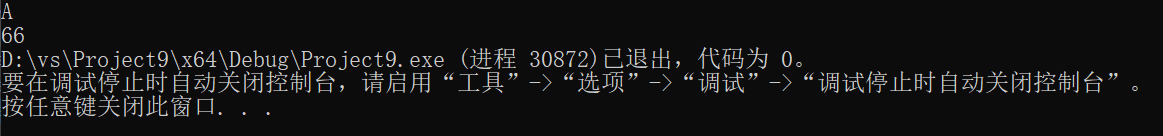 A
66
D:\vs\Project9\x64\Debug\Project9.exe (进程 30872)已退出，代码为 0。
要在调试停止时自动关闭控制台，请启用“工具”->“选项”->“调试”->“调试停止时自动关闭控制台”。
按任意键关闭此窗口. . .